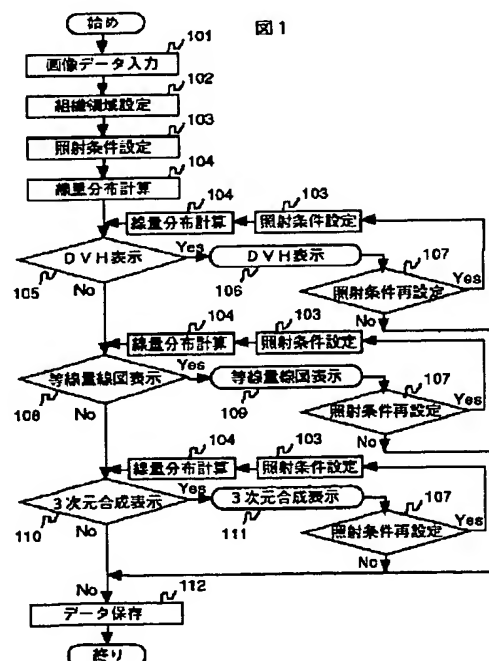 図1
始め
101
画像データ入力
102
組織領域設定
103
照射条件設定
104
線量分布計算
104 103
線量分布計算 照射条件設定
DVH表示 Yes DVH表示 107
105 No 106 照射条件再設定 Yes
104 103 No
線量分布計算 照射条件設定
等線量線図表示 Yes 等線量線図表示 107
108 No 109 照射条件再設定 Yes
104 103 No
線量分布計算 照射条件設定
3次元合成表示 Yes 3次元合成表示 107
110 No 111 照射条件再設定 Yes
No
No 112
データ保存
終り